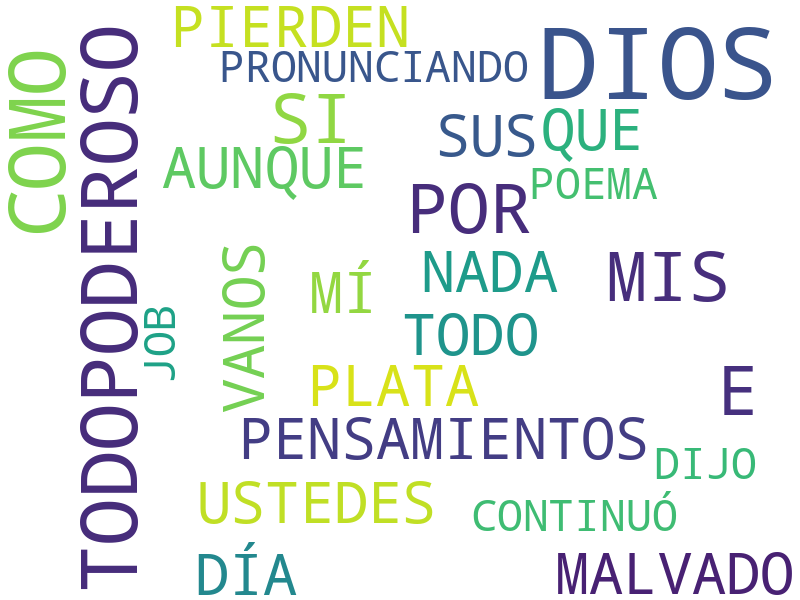 PIERDEN
DIOS
PRONUNCIANDO
COMO
TODOPODEROSO
SI
SUS
QUE
AUNQUE
POEMA
POR
VANOS
MÍ
NADA
MIS
JOB
TODO
PLATA
E
PENSAMIENTOS
DIJO
USTEDES
CONTINUÓ
DÍA
MALVADO